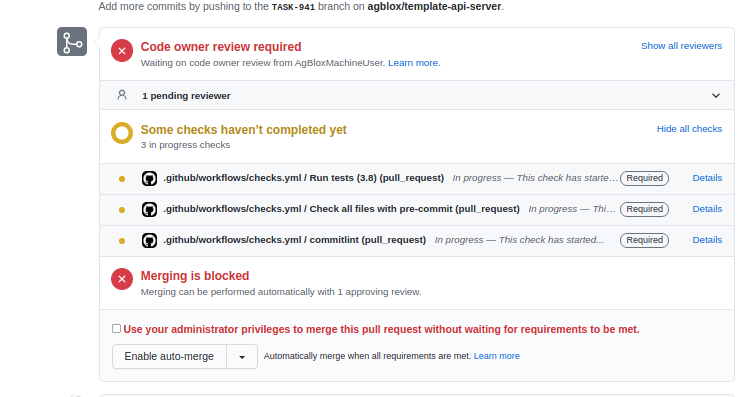 Add more commits by pushing to the TASK-941 branch on agblox/template-api-server.
Code owner review required
Show all reviewers
Waiting on code owner review from AgBloxMachineUser. Learn more.
1 pending reviewer
Some checks haven’t completed yet
Hide all checks
3 in progress checks
.github/workflows/checks.yml / Run tests (3.8) (pull_request) In progress — This check has starte... Required Details
.github/workflows/checks.yml / Check all files with pre-commit (pull_request) In progress — Thi... Required Details
.github/workflows/checks.yml / commitlint (pull_request) In progress — This check has started... Required Details
Merging is blocked
Merging can be performed automatically with 1 approving review.
Use your administrator privileges to merge this pull request without waiting for requirements to be met.
Enable auto-merge Automatically merge when all requirements are met. Learn more